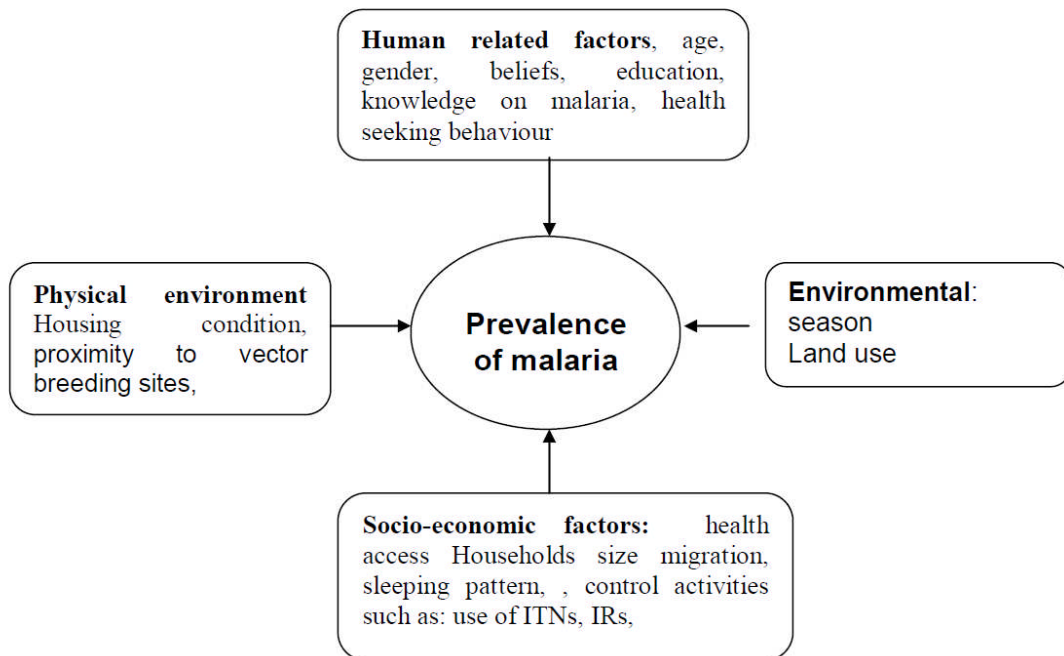 Human related factors, age,
gender, beliefs, education,
knowledge on malaria, health
seeking behaviour
Physical environment
Housing condition,
proximity to vector
breeding sites,
Prevalence
of malaria
Environmental:
season
Land use
Socio-economic factors: health
access Households size migration,
sleeping pattern, , control activities
such as: use of ITNs, IRs,